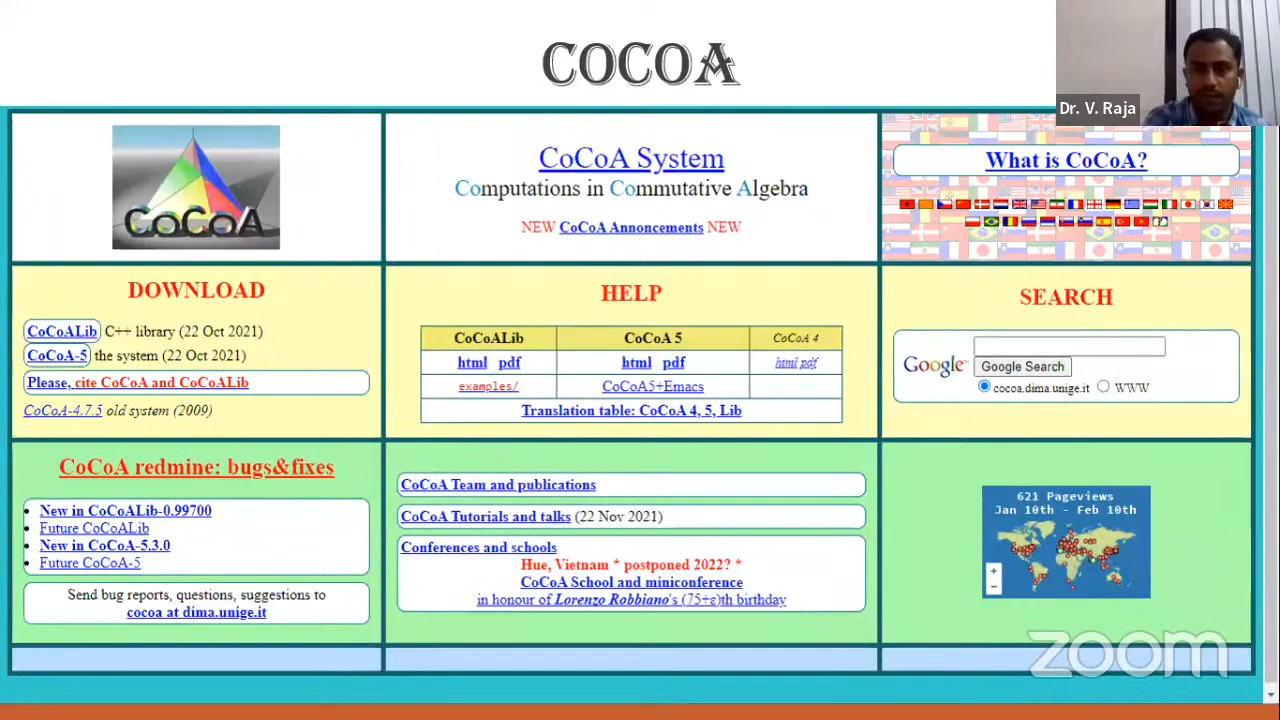 COCOA
Dr. V. Raja
CoCoA
CoCoA System
Computations in Commutative Algebra
NEW CoCoA Annoncements NEW
What is CoCoA?
DOWNLOAD
CoCoALib C++ library (22 Oct 2021)
CoCoA-5 the system (22 Oct 2021)
Please, cite CoCoA and CoCoALib
CoCoA-4.7.5 old system (2009)
HELP
CoCoALib CoCoA 5 CoCoA 4
html pdf html pdf html pdf
examples/ CoCoA5+Emacs
Translation table: CoCoA 4, 5, Lib
SEARCH
Google™
Google Search
cocoa.dima.unige.it WWW
CoCoA redmine: bugs&fixes
New in CoCoALib-0.99700
Future CoCoALib
New in CoCoA-5.3.0
Future CoCoA-5
Send bug reports, questions, suggestions to
cocoa at dima.unige.it
CoCoA Team and publications
CoCoA Tutorials and talks (22 Nov 2021)
Conferences and schools
Hue, Vietnam * postponed 2022? *
CoCoA School and miniconference
in honour of Lorenzo Robbiano's (75+ε)th birthday
621 Pageviews
Jan 10th - Feb 10th
+
−
zoom